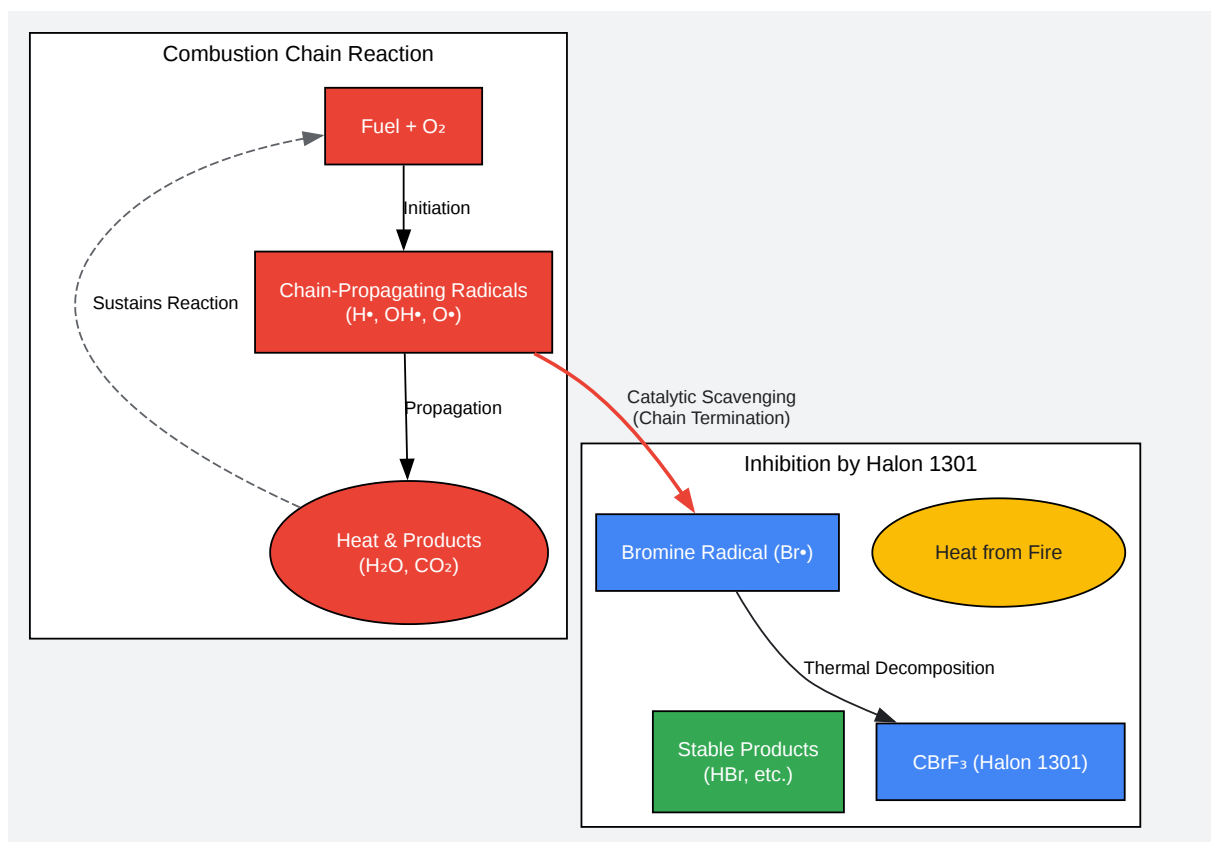 Combustion Chain Reaction
Fuel + O₂
Initiation
Chain-Propagating Radicals
(H•, OH•, O•)
Sustains Reaction
Propagation
Heat & Products
(H₂O, CO₂)
Catalytic Scavenging
(Chain Termination)
Inhibition by Halon 1301
Bromine Radical (Br•)
Heat from Fire
Thermal Decomposition
Stable Products
(HBr, etc.)
CBrF₃ (Halon 1301)